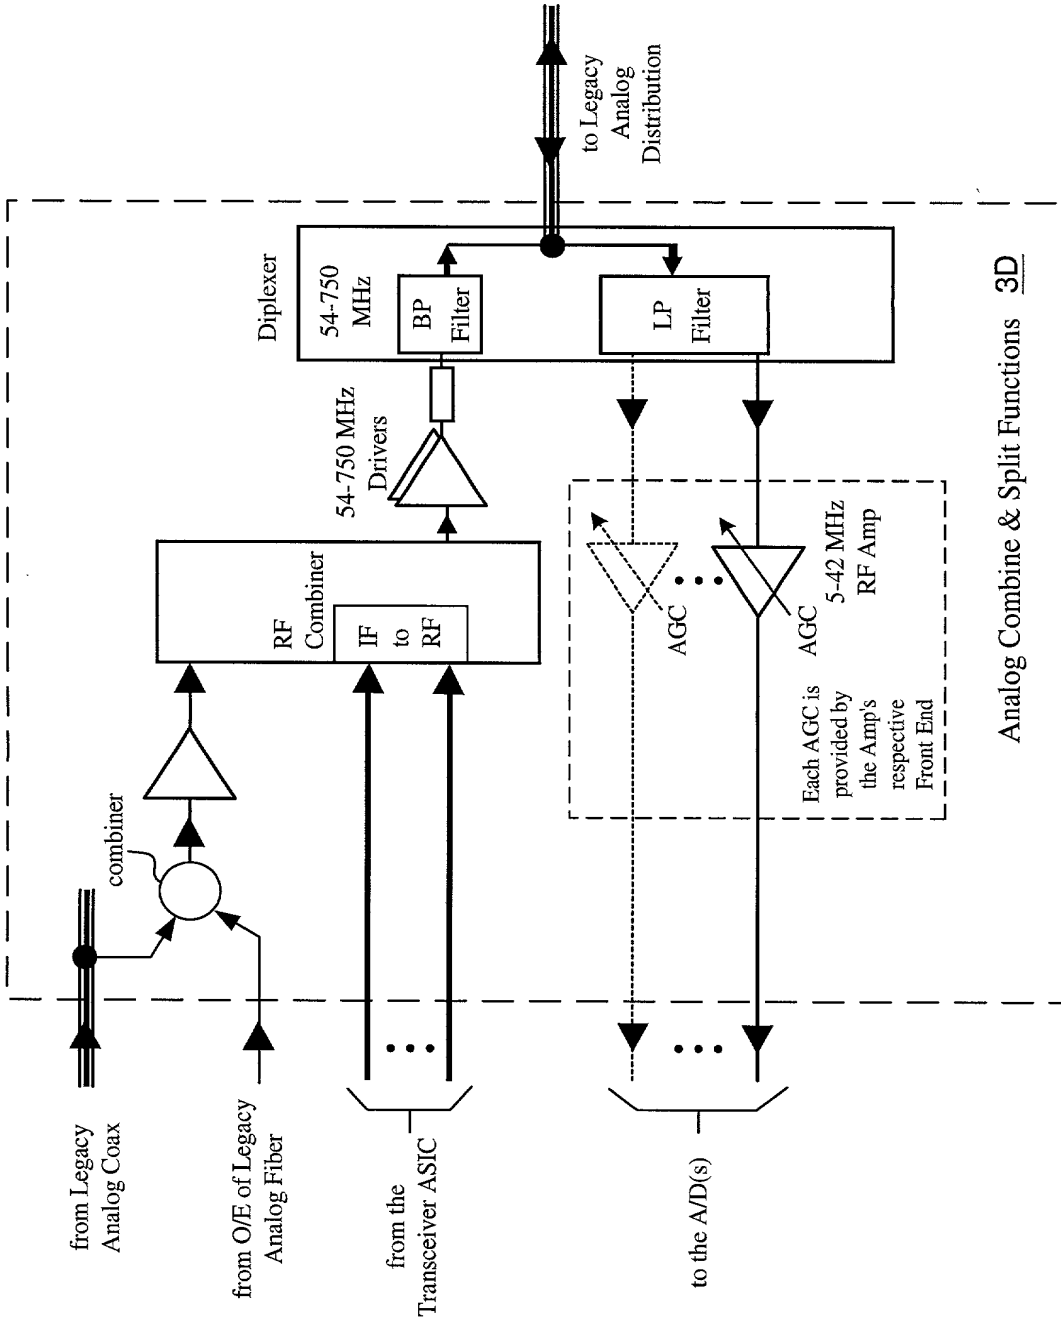 from Legacy
Analog Coax
from O/E of Legacy
Analog Fiber
from the
Transceiver ASIC
to the A/D(s)
combiner
RF
Combiner
IF
to
RF
54-750 MHz
Drivers
Diplexer
54-750
MHz
BP
Filter
LP
Filter
to Legacy
Analog
Distribution
AGC
AGC
5-42 MHz
RF Amp
Each AGC is
provided by
the Amp's
respective
Front End
Analog Combine & Split Functions 3D